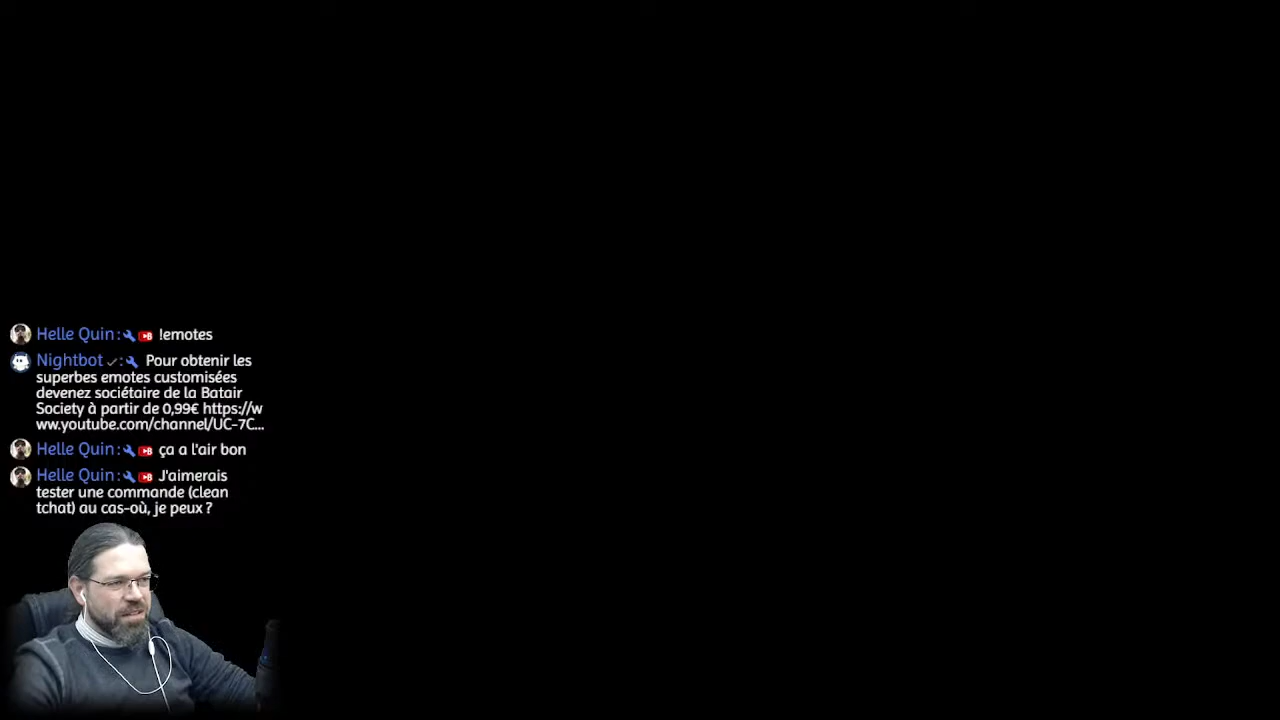 Helle Quin: !emotes
Nightbot : Pour obtenir les
superbes emotes customisées
devenez sociétaire de la Batair
Society à partir de 0,99€ https://w
ww.youtube.com/channel/UC-7C...
Helle Quin: ça a l'air bon
Helle Quin: J'aimerais
tester une commande (clean
tchat) au cas-où, je peux ?